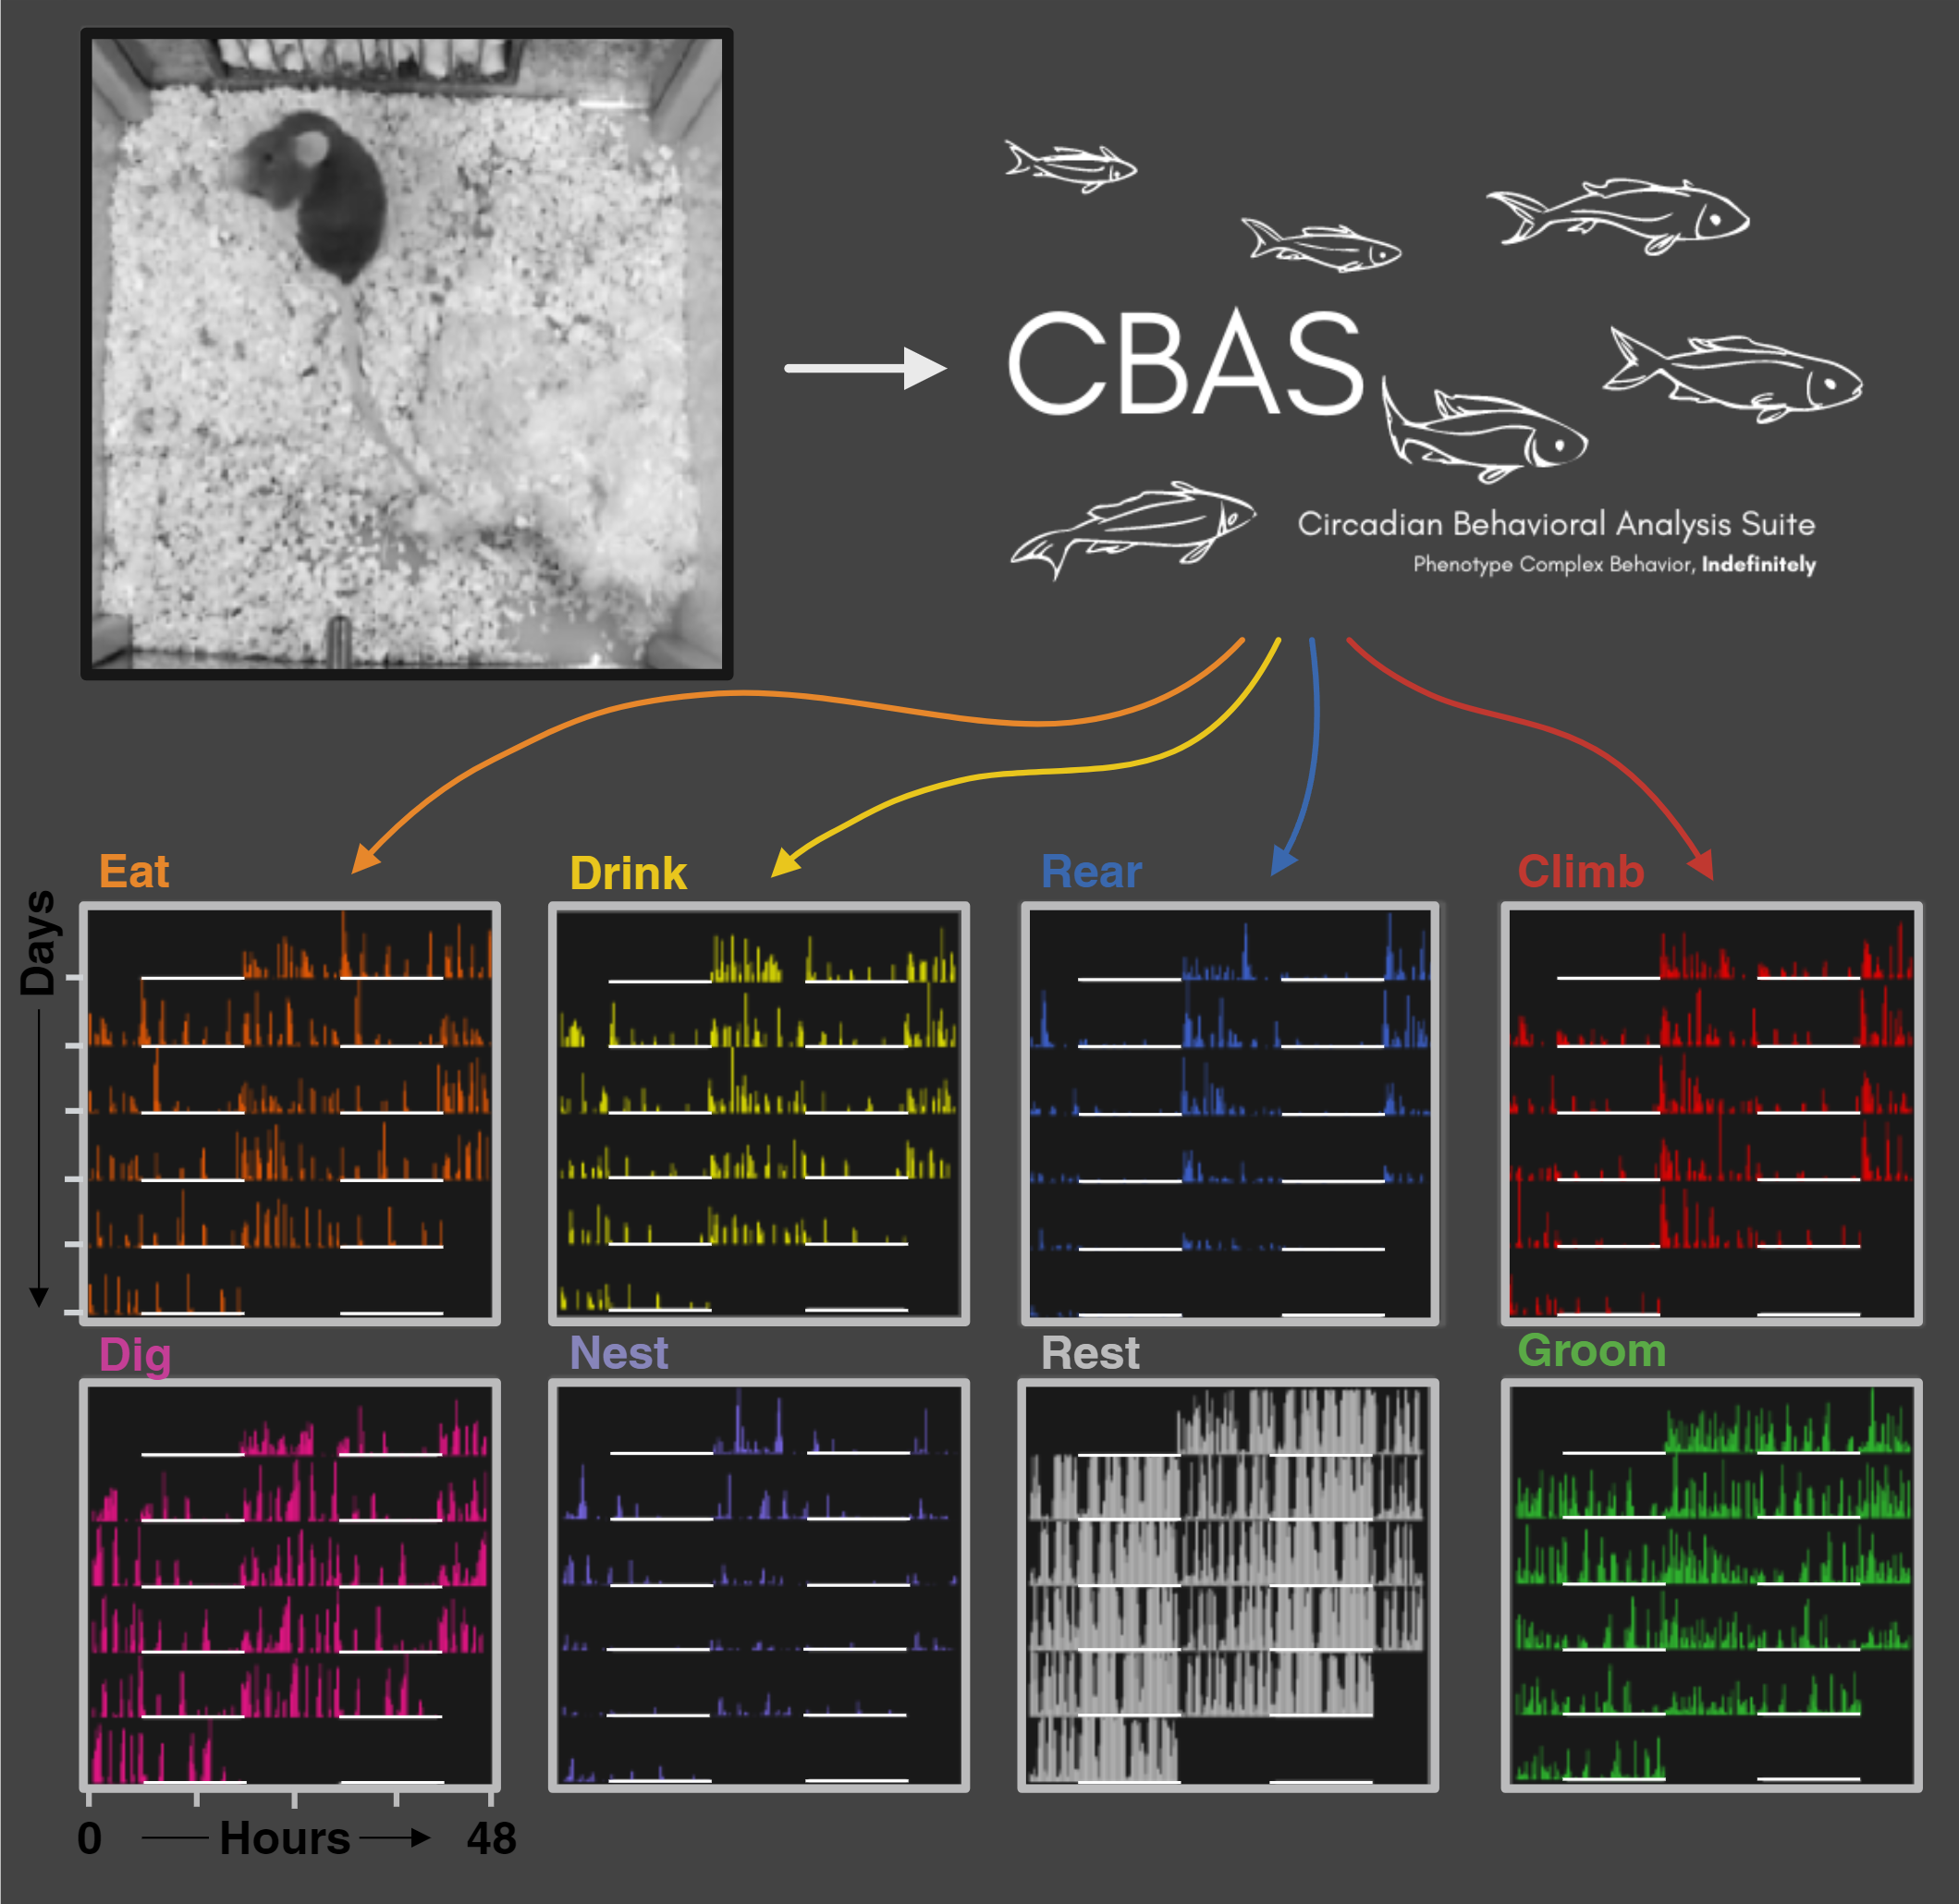 CBAS
Circadian Behavioral Analysis Suite
Phenotype Complex Behavior, Indefinitely
Eat
Drink
Rear
Climb
Days
Dig
Nest
Rest
Groom
0
Hours
48